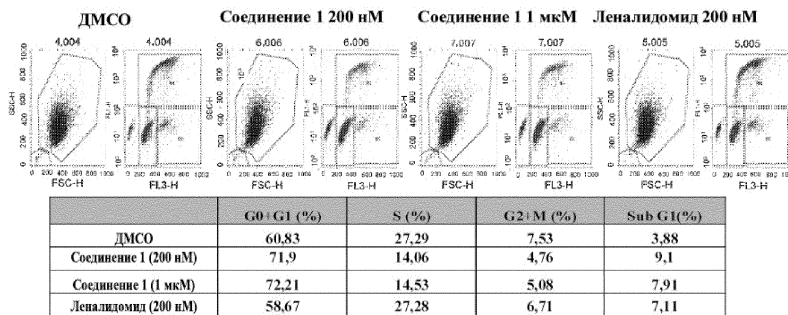 ДМСО Соединение 1 200 нМ Соединение 1 1 мкМ Леналидомид 200 нМ
4,004 4,004 6,006 6,006 7,007 7,007 5,005
FSC-H FL3-H FSC-H FL3-H FSC-H FL3-H FSC-H FL3-H
G0+G1 (%) S (%) G2+M (%) Sub G1(%)
ДМСО 60,83 27,29 7,53 3,88
Соединение 1 (200 нМ) 71,9 14,06 4,76 9,1
Соединение 1 (1 мкМ) 72,21 14,53 5,08 7,91
Леналидомид (200 нМ) 58,67 27,28 6,71 7,11